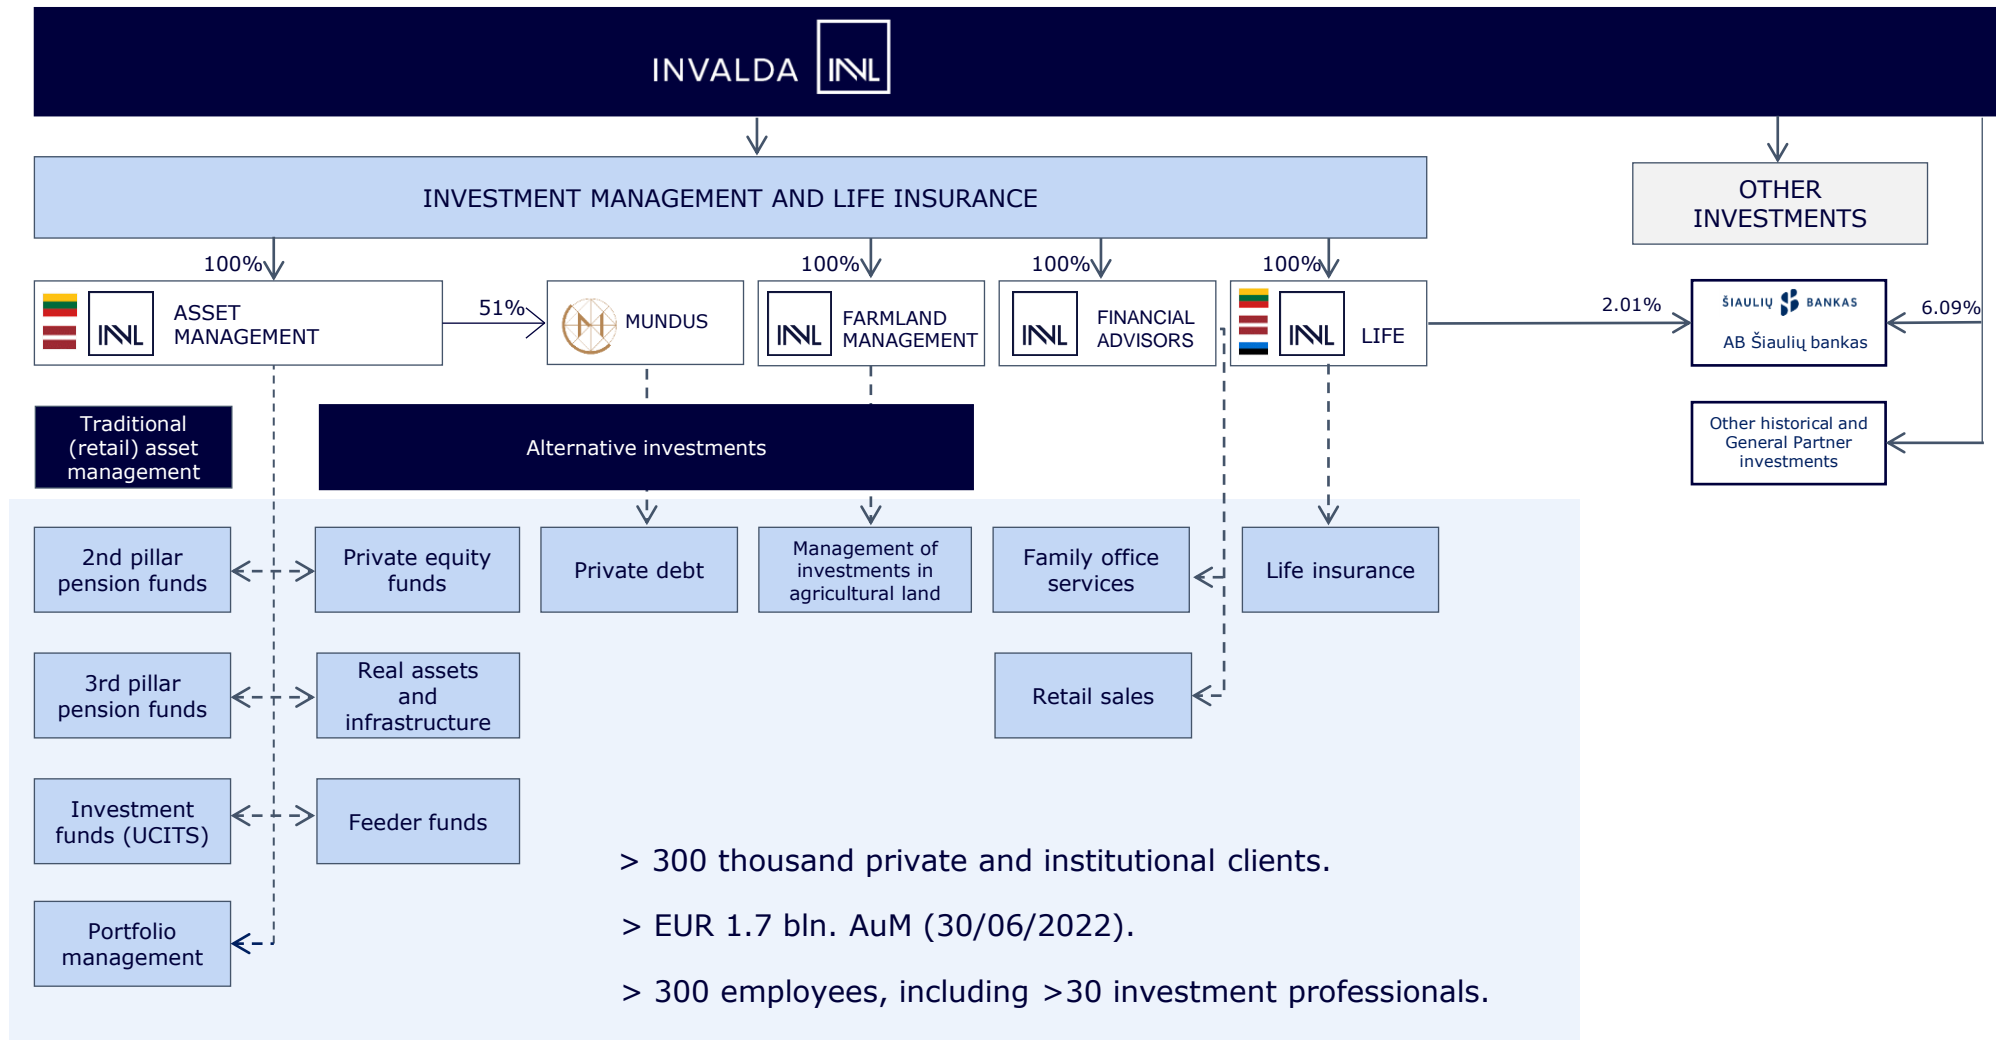 INVALDA INVL
INVESTMENT MANAGEMENT AND LIFE INSURANCE
OTHER
INVESTMENTS
100%
100%
100%
100%
INVL
ASSET
MANAGEMENT
51%
M
MUNDUS
INVL
FARMLAND
MANAGEMENT
INVL
FINANCIAL
ADVISORS
INVL
LIFE
2.01%
ŠIAULIŲ BANKAS
AB Šiaulių bankas
6.09%
Traditional
(retail) asset
management
Alternative investments
Other historical and
General Partner
investments
2nd pillar
pension funds
Private equity
funds
Private debt
Management of
investments in
agricultural land
Family office
services
Life insurance
3rd pillar
pension funds
Real assets
and
infrastructure
Retail sales
Investment
funds (UCITS)
Feeder funds
Portfolio
management
> 300 thousand private and institutional clients.
> EUR 1.7 bln. AuM (30/06/2022).
> 300 employees, including >30 investment professionals.